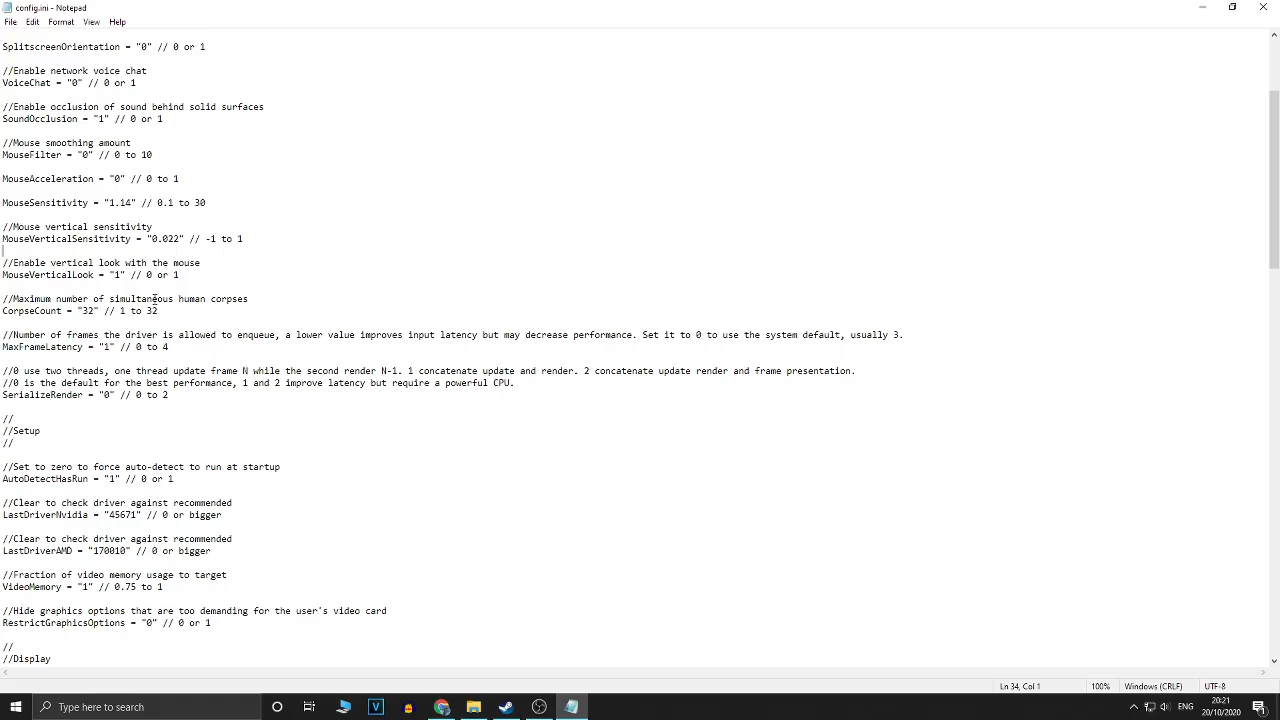 config.ini - Notepad
File Edit Format View Help
SplitscreenOrientation = "0" // 0 or 1
//Enable network voice chat
VoiceChat = "0" // 0 or 1
//Enable occlusion of sound behind solid surfaces
SoundOcclusion = "1" // 0 or 1
//Mouse smoothing amount
MouseFilter = "0" // 0 to 10
MouseAcceleration = "0" // 0 to 1
MouseSensitivity = "1.14" // 0.1 to 30
//Mouse vertical sensitivity
MouseVerticalSensitivity = "0.022" // -1 to 1
//Enable vertical look with the mouse
MouseVerticalLook = "1" // 0 or 1
//Maximum number of simultaneous human corpses
CorpseCount = "32" // 1 to 32
//Number of frames the driver is allowed to enqueue, a lower value improves input latency but may decrease performance. Set it to 0 to use the system default, usually 3.
MaxFrameLatency = "1" // 0 to 4
//0 use two threads, one thread update frame N while the second render N-1. 1 concatenate update and render. 2 concatenate update render and frame presentation.
//0 is the default for the best performance, 1 and 2 improve latency but require a powerful CPU.
SerializeRender = "0" // 0 to 2
//
//Setup
//
//Set to zero to force auto-detect to run at startup
AutoDetectHasRun = "1" // 0 or 1
//Clear to check driver against recommended
LastDriverNvidia = "45671" // 0 or bigger
//Clear to check driver against recommended
LastDriverAMD = "170010" // 0 or bigger
//Fraction of video memory usage to target
VideoMemory = "1" // 0.75 to 1
//Hide graphics options that are too demanding for the user's video card
RestrictGraphicsOptions = "0" // 0 or 1
//
//Display
Ln 34, Col 1 100% Windows (CRLF) UTF-8
Type here to search
V
ENG
20:21
20/10/2020